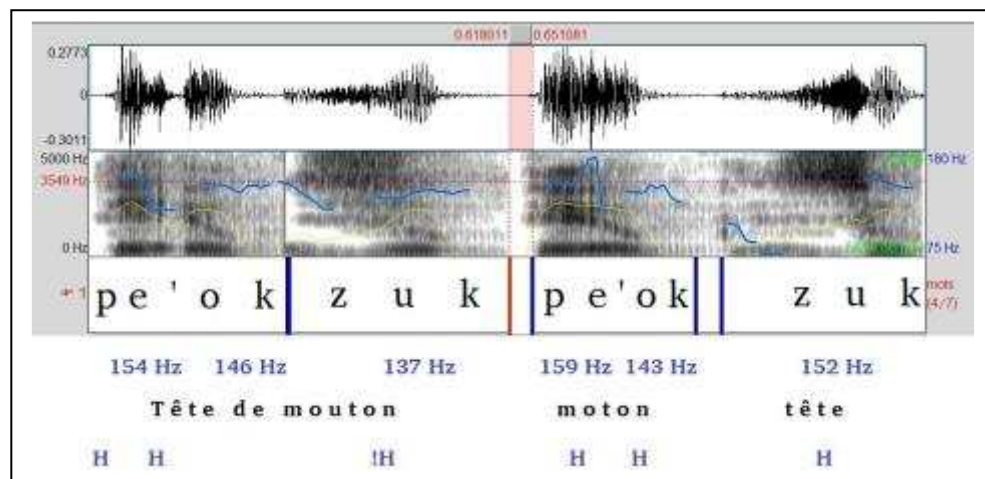 0.618011 0.651081
0.2773
0
-0.3011
5000 Hz 180 Hz
3549 Hz
0 Hz 75 Hz
pe'ok zuk pe'ok zuk mots (4/7)
154 Hz 146 Hz 137 Hz 159 Hz 143 Hz 152 Hz
Tête de mouton moton tête
H H !H H H H